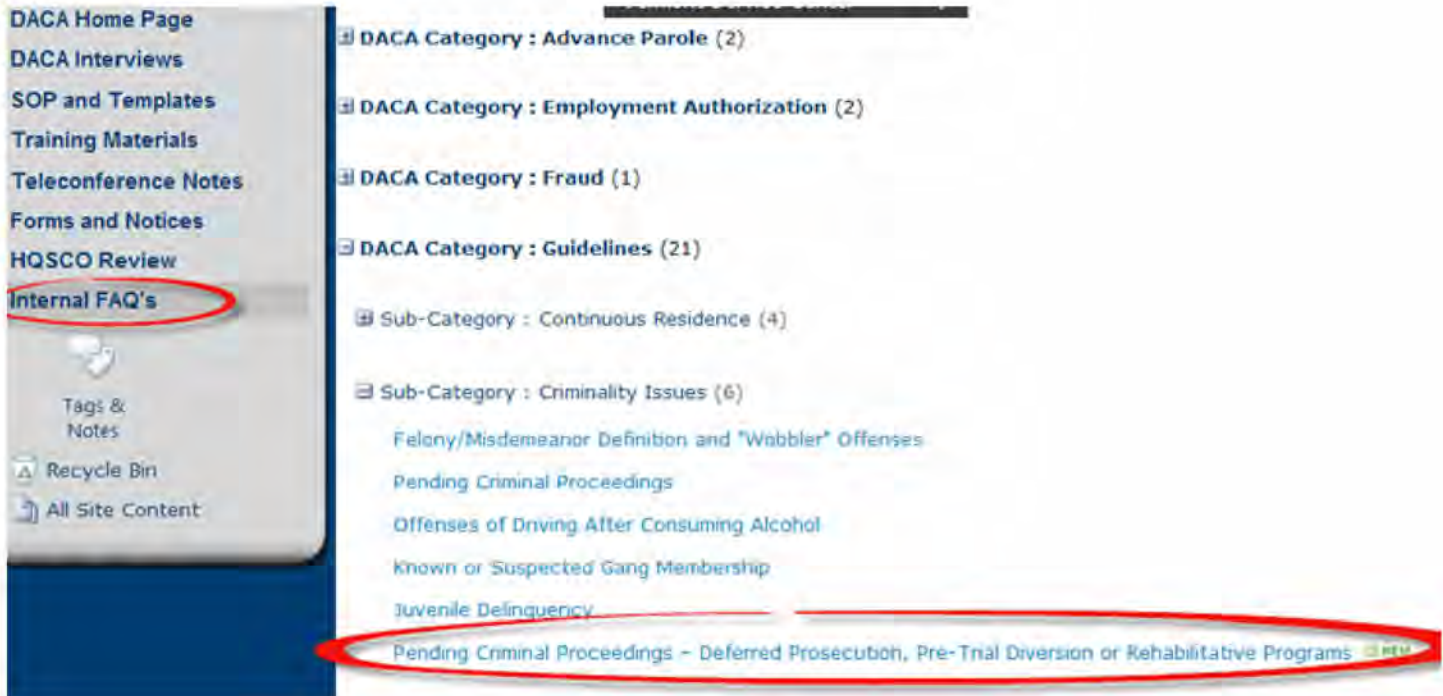 DACA Home Page
DACA Interviews
SOP and Templates
Training Materials
Teleconference Notes
Forms and Notices
HQSCO Review
Internal FAQ's
Tags &
Notes
Recycle Bin
All Site Content
DACA Category : Advance Parole (2)
DACA Category : Employment Authorization (2)
DACA Category : Fraud (1)
DACA Category : Guidelines (21)
Sub-Category : Continuous Residence (4)
Sub-Category : Criminality Issues (6)
Felony/Misdemeanor Definition and "Wobbler" Offenses
Pending Criminal Proceedings
Offenses of Driving After Consuming Alcohol
Known or Suspected Gang Membership
Juvenile Delinquency
Pending Criminal Proceedings – Deferred Prosecution, Pre-Trial Diversion or Rehabilitative Programs NEW